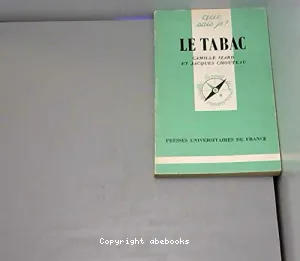 que
sais-je?
LE TABAC
CAMILLE IZARD
ET JACQUES CHOUTEAU
PRESSES UNIVERSITAIRES DE FRANCE
Copyright abebooks